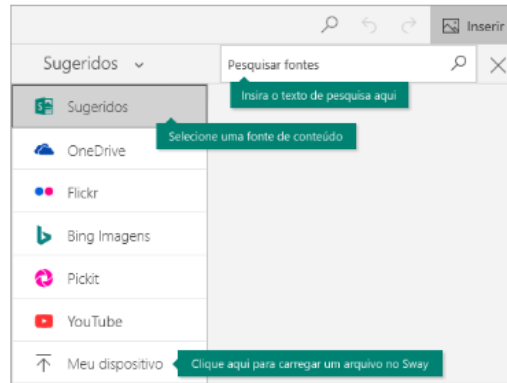 Inserir
Sugeridos
Pesquisar fontes
Insira o texto de pesquisa aqui
Sugeridos
Selecione uma fonte de conteúdo
OneDrive
Flickr
Bing Imagens
Pickit
YouTube
Meu dispositivo
Clique aqui para carregar um arquivo no Sway